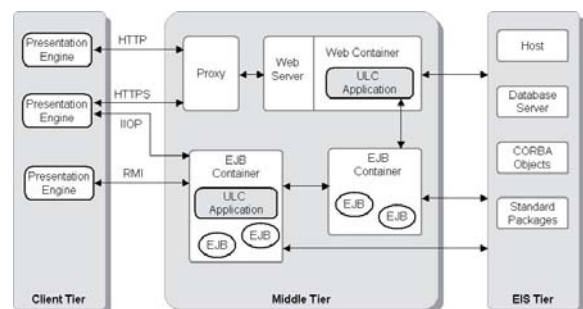 Presentation
Engine
HTTP
Presentation
Engine
HTTPS
IIOP
Presentation
Engine
RMI
Client Tier
Proxy
Web
Server
Web Container
ULC
Application
EJB
Container
ULC
Application
EJB
EJB
EJB
Container
EJB
EJB
Middle Tier
Host
Database
Server
CORBA
Objects
Standard
Packages
EIS Tier